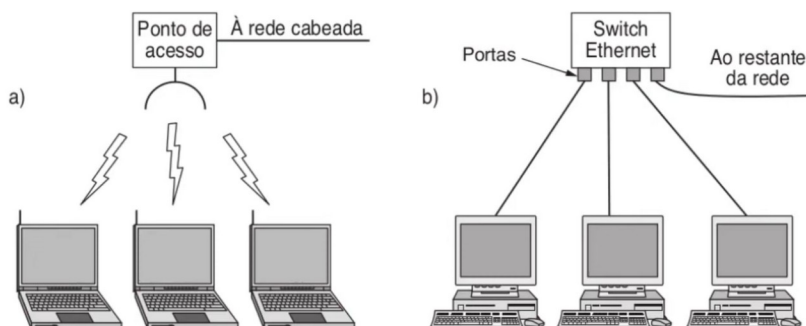 a)
Ponto de
acesso
À rede cabeada
b)
Switch
Ethernet
Portas
Ao restante
da rede